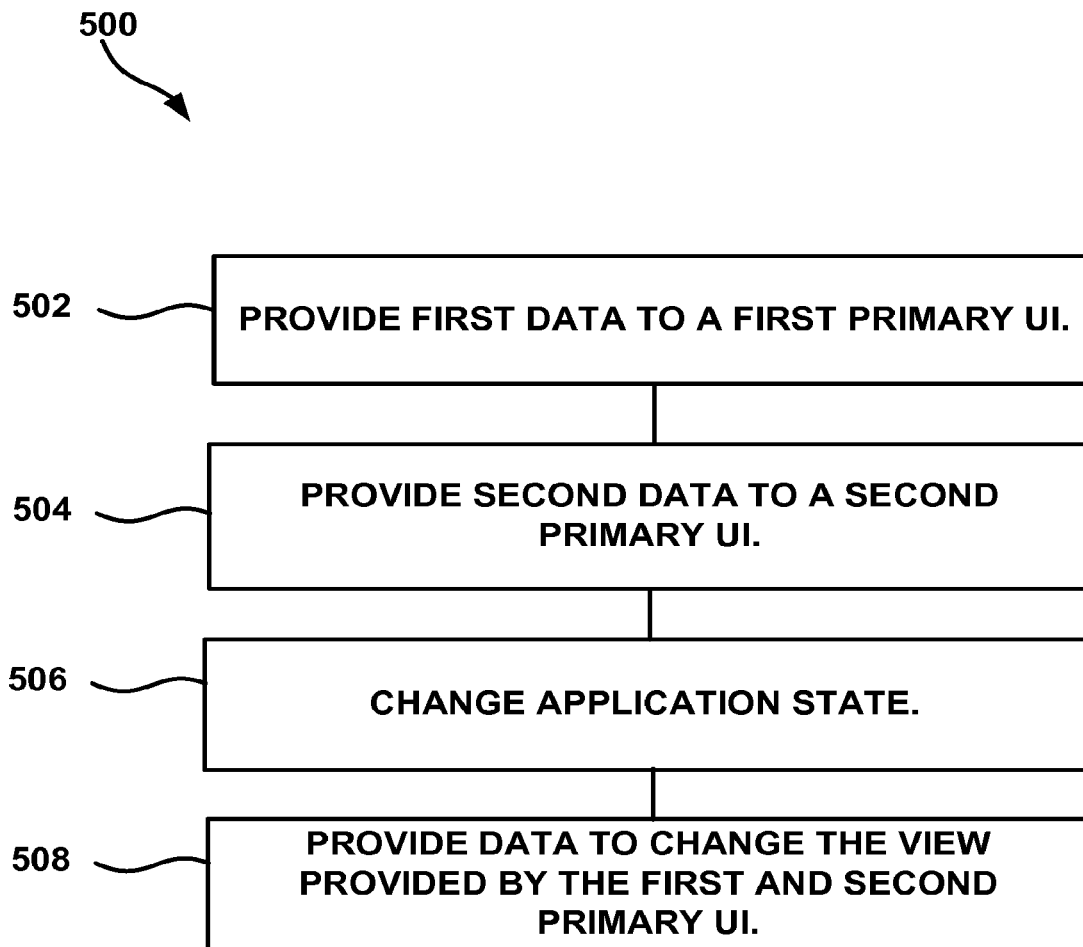 500
502
PROVIDE FIRST DATA TO A FIRST PRIMARY UI.
504
PROVIDE SECOND DATA TO A SECOND
PRIMARY UI.
506
CHANGE APPLICATION STATE.
508
PROVIDE DATA TO CHANGE THE VIEW
PROVIDED BY THE FIRST AND SECOND
PRIMARY UI.